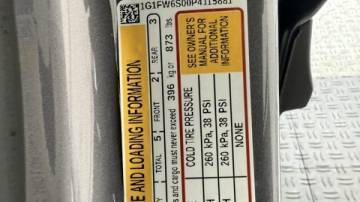 1G1FW6S00P4115881
E AND LOADING INFORMATION
Y TOTAL 5 FRONT 2 REAR 3
s and cargo must never exceed 396 kg or 873 lbs.
COLD TIRE PRESSURE
SEE OWNER'S
MANUAL FOR
ADDITIONAL
INFORMATION
H 260 kPa, 38 PSI
H 260 kPa, 38 PSI
NONE